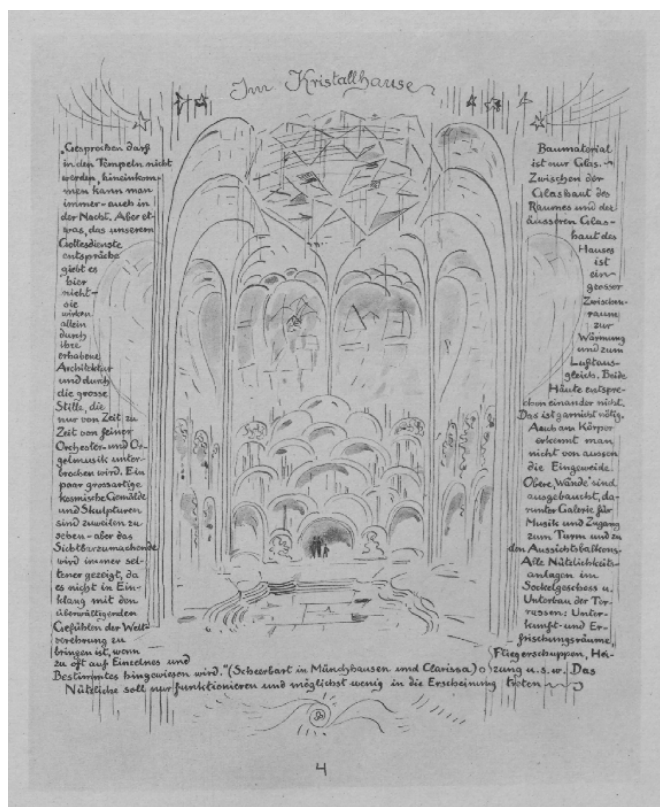 Im Kristallhause
„Gesprochen darf
in den Tempeln nicht
werden, hineinkom-
men kann man
immer – auch in
der Nacht. Aber et-
was, das unserem
Gottesdienste
entspräche
giebt es
hier
nicht –
sie
wirken
allein
durch
ihre
erhabene
Architektur
und durch
die grosse
Stille, die
nur von Zeit zu
Zeit von feiner
Orchester- und Or-
gelmusik unter-
brochen wird. Ein
paar grossartige
kosmische Gemälde
und Skulpturen
sind zuweilen zu
sehen – aber das
Sichtbarzumachende
wird immer sel-
tener gezeigt, da
es nicht in Ein-
klang mit den
überwältigenden
Gefühlen der Welt-
verehrung zu
bringen ist, wenn
zu oft auf Einzelnes und
Bestimmtes hingewiesen wird." (Scheerbart in Münchhausen und Clarissa)
Baumaterial
ist nur Glas.
Zwischen der
Glashaut des
Raumes und der
äusseren Glas-
haut des
Hauses
ist
ein
grosser
Zwischen-
raum
zur
Wärmung
und zum
Luftaus-
gleich. Beide
Häute entspre-
chen einander nicht.
Das ist garnicht nötig.
Auch am Körper
erkennt man
nicht von aussen
die Eingeweide.
Obere „Wände" sind
ausgebaucht, da-
runter Galerie für
Musik und Zugang
zum Turm und zu
den Aussichtsbalkons.
Alle Nützlichkeits-
anlagen im
Sockelgeschoss u.
Unterbau der Ter-
rassen: Unter-
kunft- und Er-
frischungsräume,
Fliegerschuppen, Hei-
zung u.s.w. Das
Nützliche soll nur funktionieren und möglichst wenig in die Erscheinung treten
4